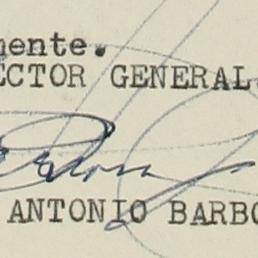 mente.
ECTOR GENERAL.
ANTONIO BARBO